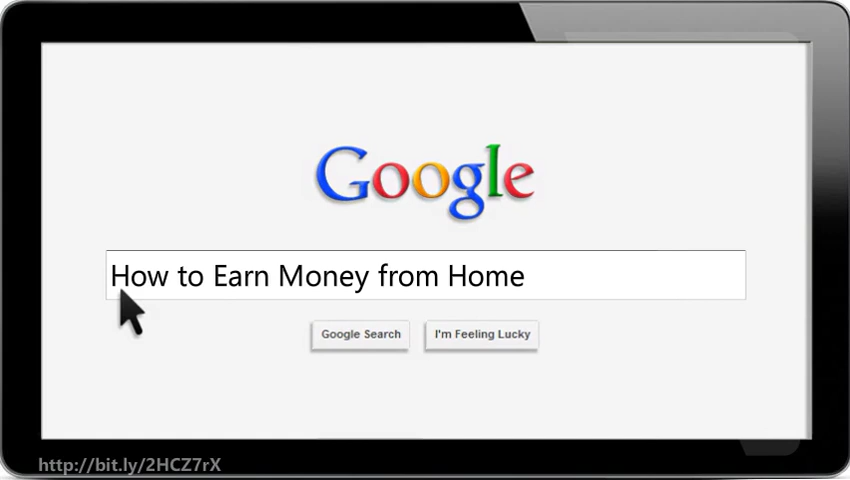 Google
How to Earn Money from Home
Google Search
I'm Feeling Lucky
http://bit.ly/2HCZ7rX